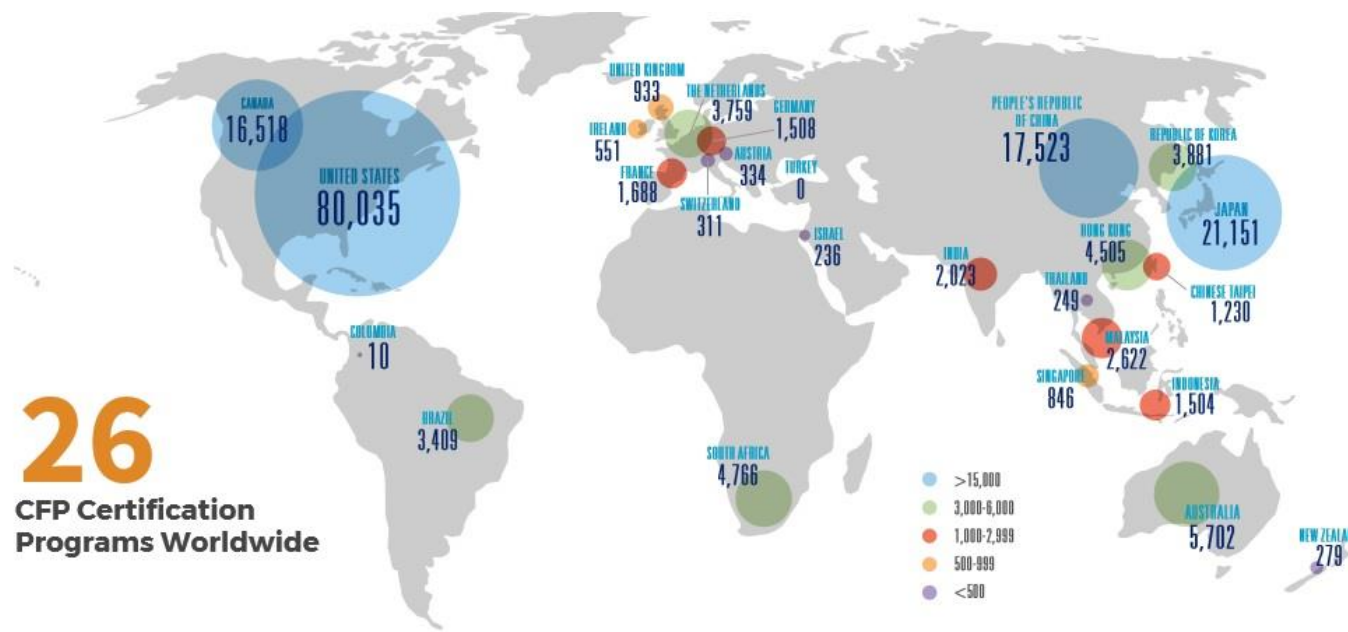 CANADA
16,518
UNITED STATES
80,035
COLOMBIA
10
BRAZIL
3,409
26
CFP Certification
Programs Worldwide
UNITED KINGDOM
933
THE NETHERLANDS
3,759
GERMANY
1,508
IRELAND
551
AUSTRIA
334
TURKEY
0
FRANCE
1,688
SWITZERLAND
311
ISRAEL
236
SOUTH AFRICA
4,766
PEOPLE'S REPUBLIC
OF CHINA
17,523
REPUBLIC OF KOREA
3,881
JAPAN
21,151
HONG KONG
4,505
INDIA
2,023
THAILAND
249
CHINESE TAIPEI
1,230
MALAYSIA
2,622
SINGAPORE
846
INDONESIA
1,504
AUSTRALIA
5,702
NEW ZEALA
279
>15,000
3,000-6,000
1,000-2,999
500-999
<500